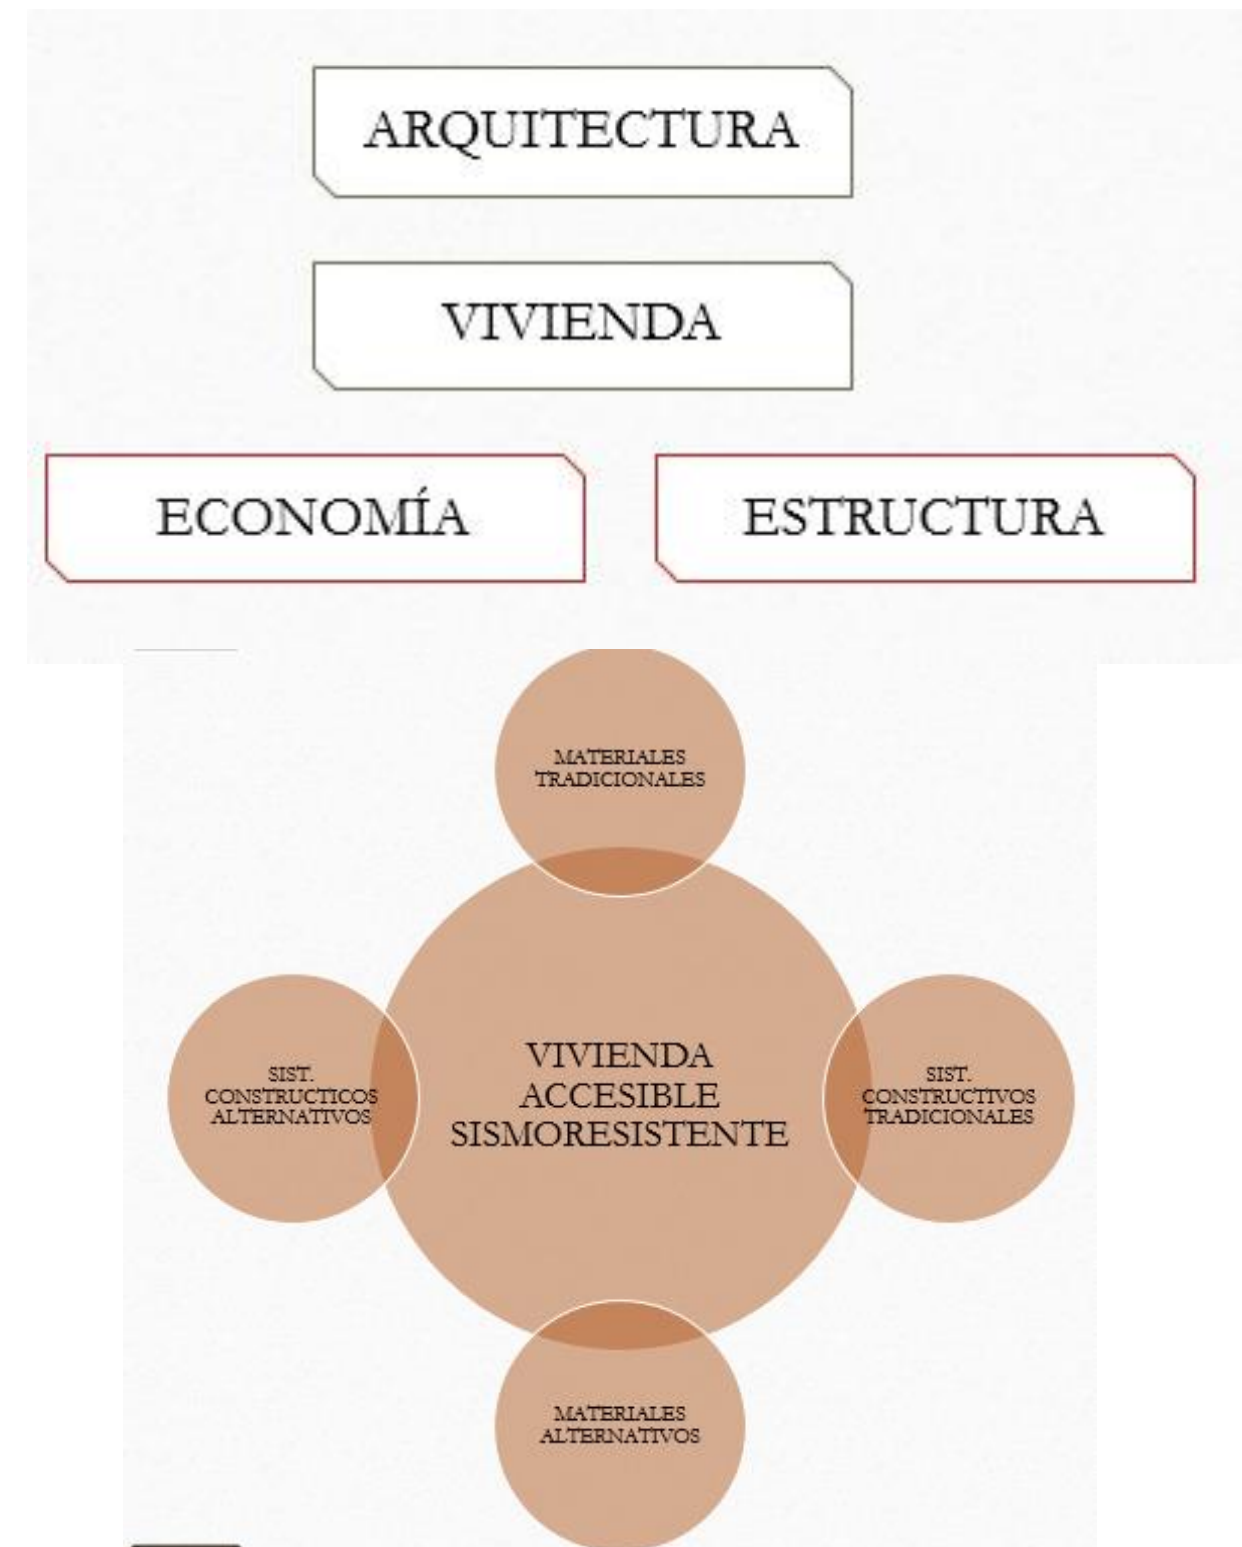 ARQUITECTURA
VIVIENDA
ECONOMÍA
ESTRUCTURA
MATERIALES
TRADICIONALES
SIST.
CONSTRUCTICOS
ALTERNATIVOS
VIVIENDA
ACCESIBLE
SISMORESISTENTE
SIST.
CONSTRUCTIVOS
TRADICIONALES
MATERIALES
ALTERNATIVOS